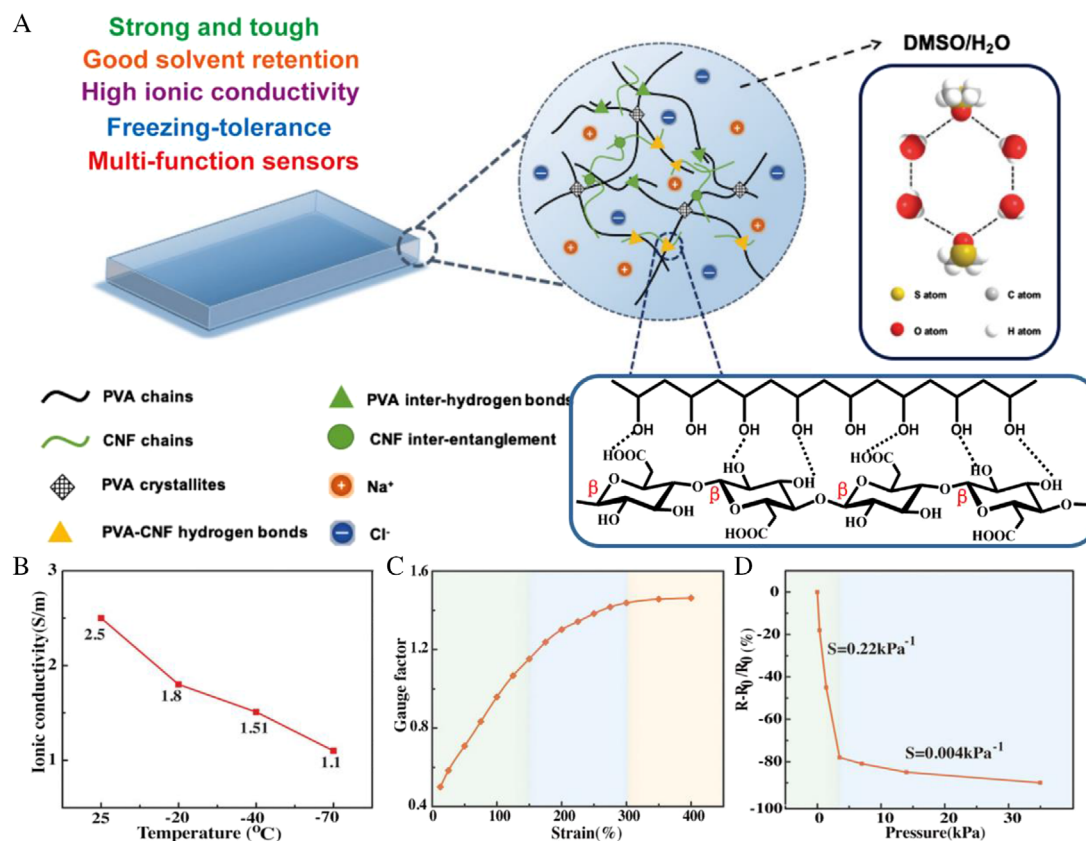 A
Strong and tough
Good solvent retention
High ionic conductivity
Freezing-tolerance
Multi-function sensors
DMSO/H₂O
S atom
C atom
O atom
H atom
PVA chains
PVA inter-hydrogen bonds
CNF chains
CNF inter-entanglement
PVA crystallites
Na⁺
PVA-CNF hydrogen bonds
Cl⁻
OH OH OH OH OH OH OH OH
HOOC HO OH HOOC HO OH
β β β β
OH OH HOOC OH OH HOOC
B
Ionic conductivity(S/m)
3
2
1
2.5
1.8
1.51
1.1
25 -20 -40 -70
Temperature (°C)
C
Gauge factor
1.6
1.2
0.8
0.4
0 100 200 300 400
Strain(%)
D
R-R₀/R₀ (%)
0
-20
-40
-60
-80
-100
S=0.22kPa⁻¹
S=0.004kPa⁻¹
0 10 20 30
Pressure(kPa)